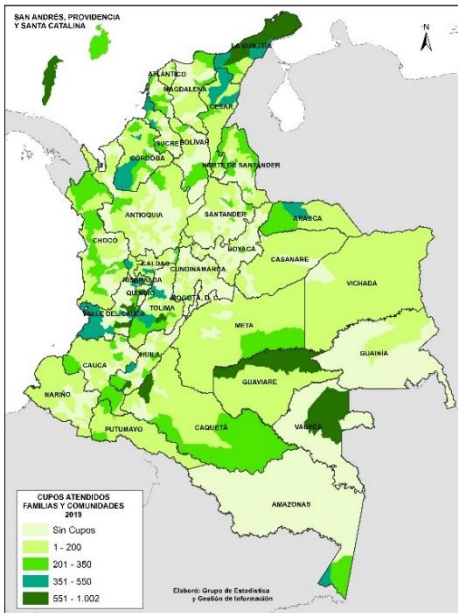 SAN ANDRÉS, PROVIDENCIA
Y SANTA CATALINA
N
LA GUAJIRA
ATLÁNTICO
MAGDALENA
CESAR
SUCRE
BOLÍVAR
CÓRDOBA
NORTE DE SANTANDER
ANTIOQUIA
SANTANDER
ARAUCA
CHOCO
BOYACA
CASANARE
CALDAS
CUNDINAMARCA
VICHADA
RISARALDA
QUINDIO
BOGOTÁ, D. C.
TOLIMA
VALLE DEL CAUCA
META
GUAINÍA
HUILA
CAUCA
GUAVIARE
NARIÑO
VAUPÉS
PUTUMAYO
CAQUETÁ
AMAZONAS
CUPOS ATENDIDOS
FAMILIAS Y COMUNIDADES
2019
Sin Cupos
1 - 200
201 - 350
351 - 550
551 - 1.002
Elaboró: Grupo de Estadística
y Gestión de Información